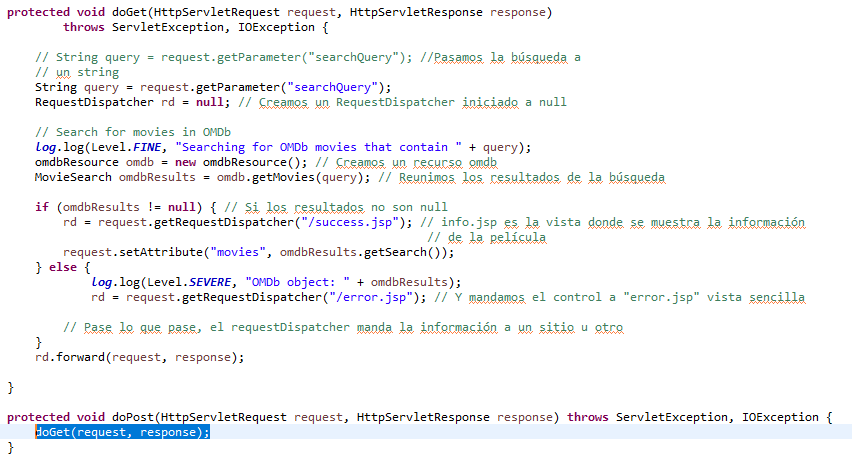 protected void doGet(HttpServletRequest request, HttpServletResponse response)
        throws ServletException, IOException {

    // String query = request.getParameter("searchQuery"); //Pasamos la búsqueda a
    // un string
    String query = request.getParameter("searchQuery");
    RequestDispatcher rd = null; // Creamos un RequestDispatcher iniciado a null

    // Search for movies in OMDb
    log.log(Level.FINE, "Searching for OMDb movies that contain " + query);
    omdbResource omdb = new omdbResource(); // Creamos un recurso omdb
    MovieSearch omdbResults = omdb.getMovies(query); // Reunimos los resultados de la búsqueda

    if (omdbResults != null) { // Si los resultados no son null
        rd = request.getRequestDispatcher("/success.jsp"); // info.jsp es la vista donde se muestra la información
                                                            // de la película
        request.setAttribute("movies", omdbResults.getSearch());
    } else {
            log.log(Level.SEVERE, "OMDb object: " + omdbResults);
            rd = request.getRequestDispatcher("/error.jsp"); // Y mandamos el control a "error.jsp" vista sencilla

        // Pase lo que pase, el requestDispatcher manda la información a un sitio u otro
    }
    rd.forward(request, response);

}

protected void doPost(HttpServletRequest request, HttpServletResponse response) throws ServletException, IOException {
    doGet(request, response);
}